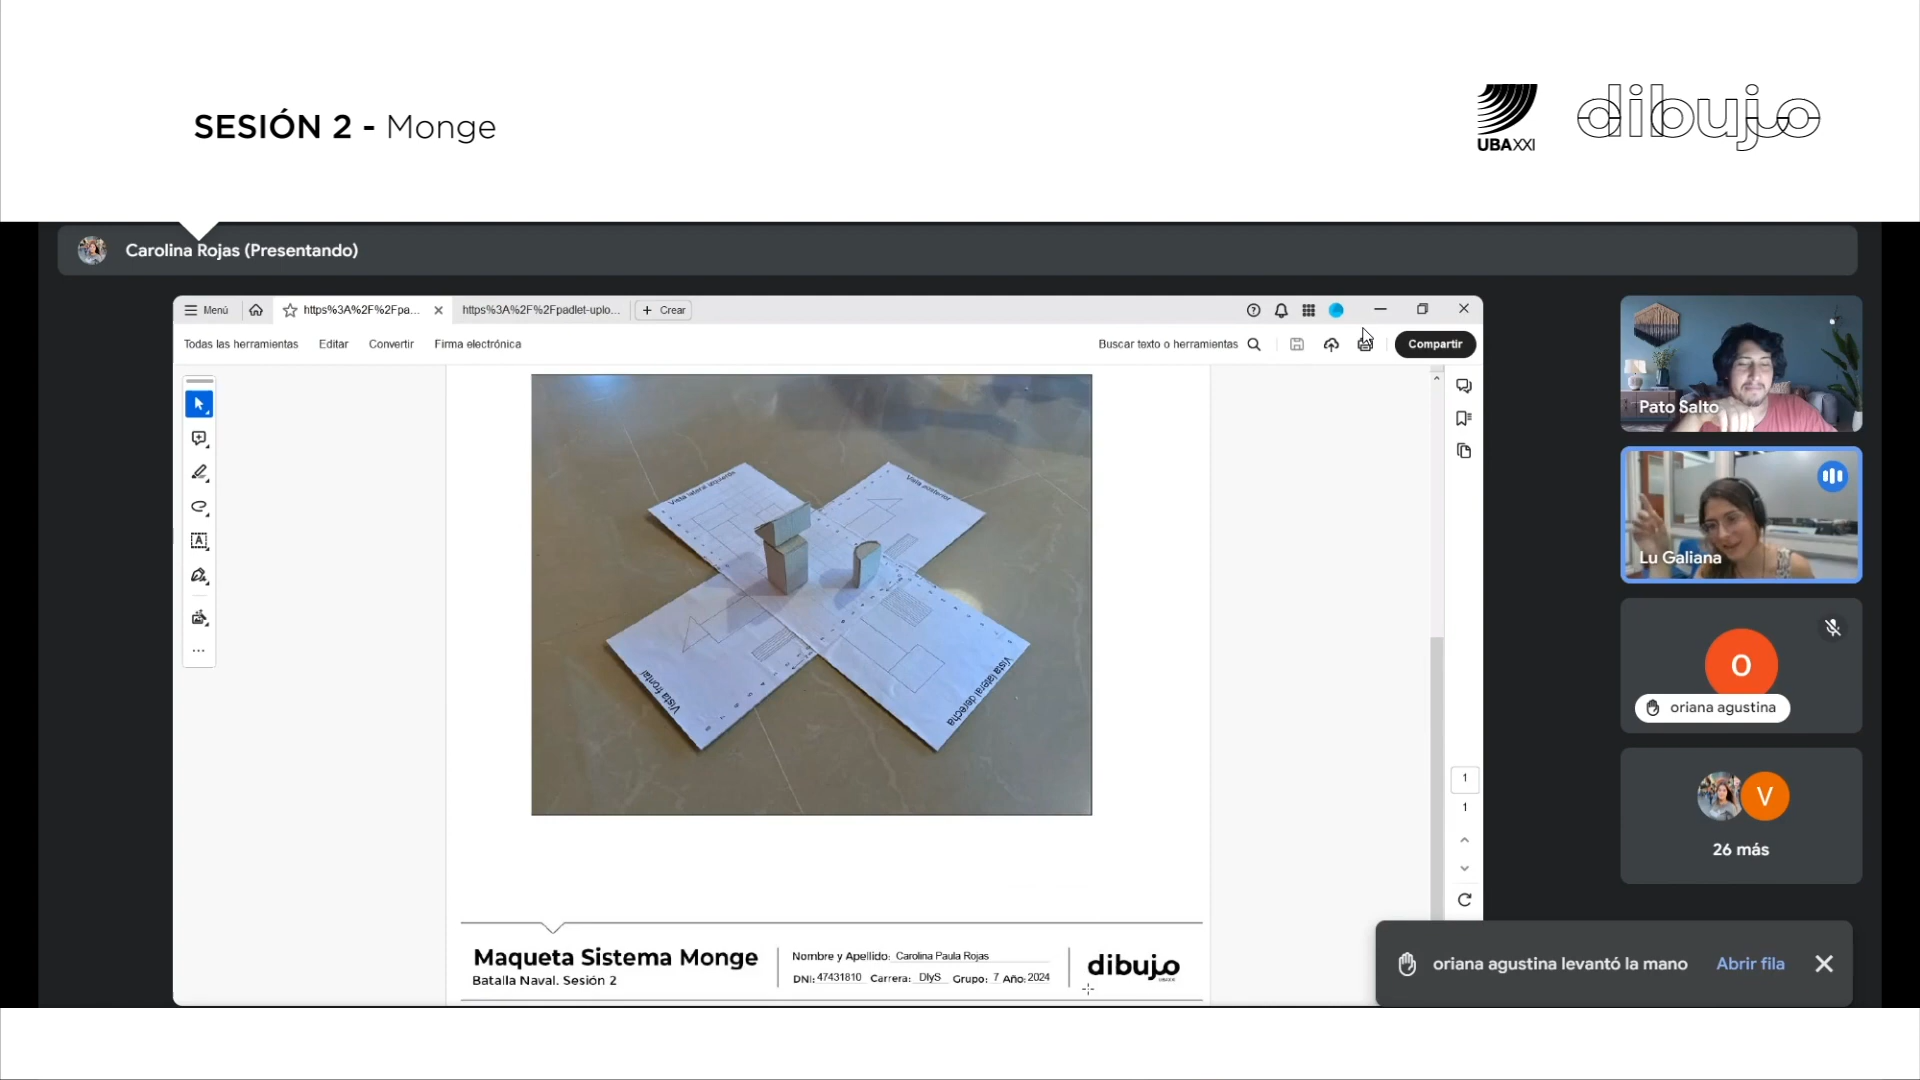 SESIÓN 2 - Monge
UBAXXI
dibujo
Carolina Rojas (Presentando)
Menú
https%3A%2F%2Fpa...
https%3A%2F%2Fpadlet-uplo...
+ Crear
Todas las herramientas
Editar
Convertir
Firma electrónica
Buscar texto o herramientas
Compartir
Vista lateral izquierda
Vista posterior
Vista frontal
Vista lateral derecha
1
1
Maqueta Sistema Monge
Batalla Naval. Sesión 2
Nombre y Apellido: Carolina Paula Rojas
DNI: 47431810 Carrera: DIyS Grupo: 7 Año: 2024
dibujo
Pato Salto
Lu Galiana
O
oriana agustina
V
26 más
oriana agustina levantó la mano
Abrir fila